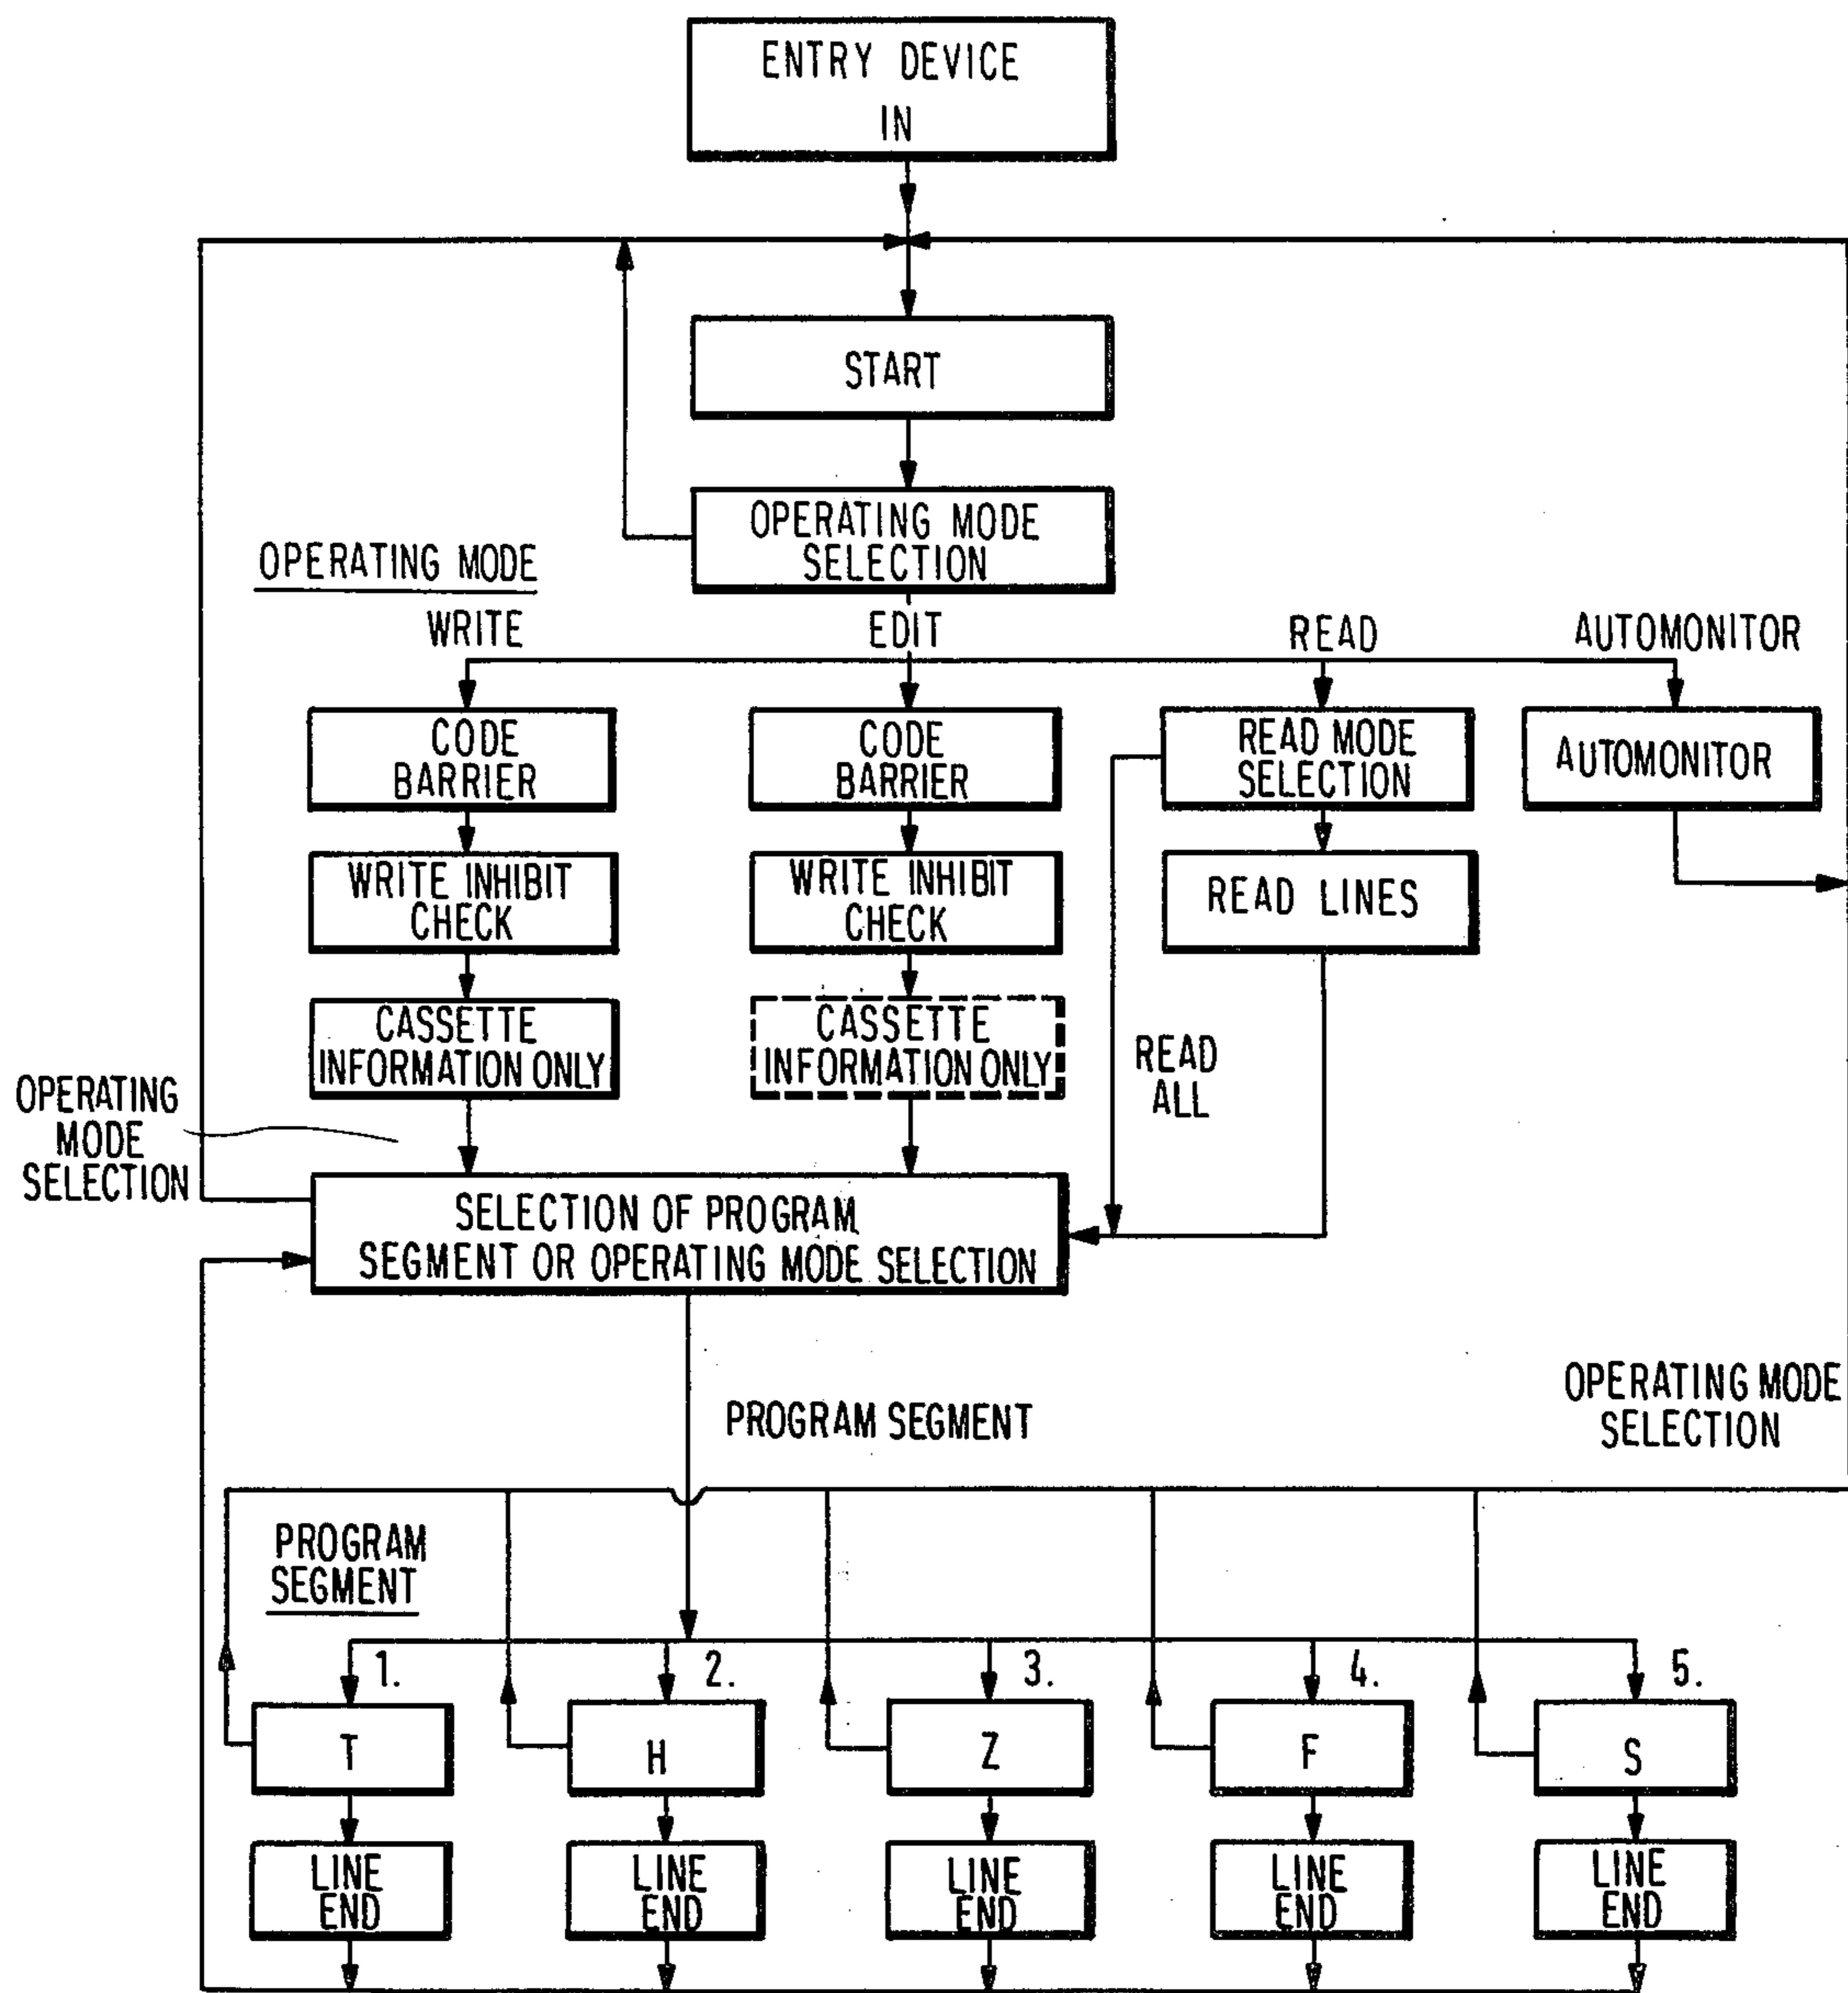 ENTRY DEVICE
IN
START
OPERATING MODE
SELECTION
OPERATING MODE
WRITE
EDIT
READ
AUTOMONITOR
CODE
BARRIER
CODE
BARRIER
READ MODE
SELECTION
AUTOMONITOR
WRITE INHIBIT
CHECK
WRITE INHIBIT
CHECK
READ LINES
CASSETTE
INFORMATION ONLY
CASSETTE
INFORMATION ONLY
READ
ALL
OPERATING
MODE
SELECTION
SELECTION OF PROGRAM
SEGMENT OR OPERATING MODE SELECTION
PROGRAM SEGMENT
OPERATING MODE
SELECTION
PROGRAM
SEGMENT
1.
2.
3.
4.
5.
T
H
Z
F
S
LINE
END
LINE
END
LINE
END
LINE
END
LINE
END